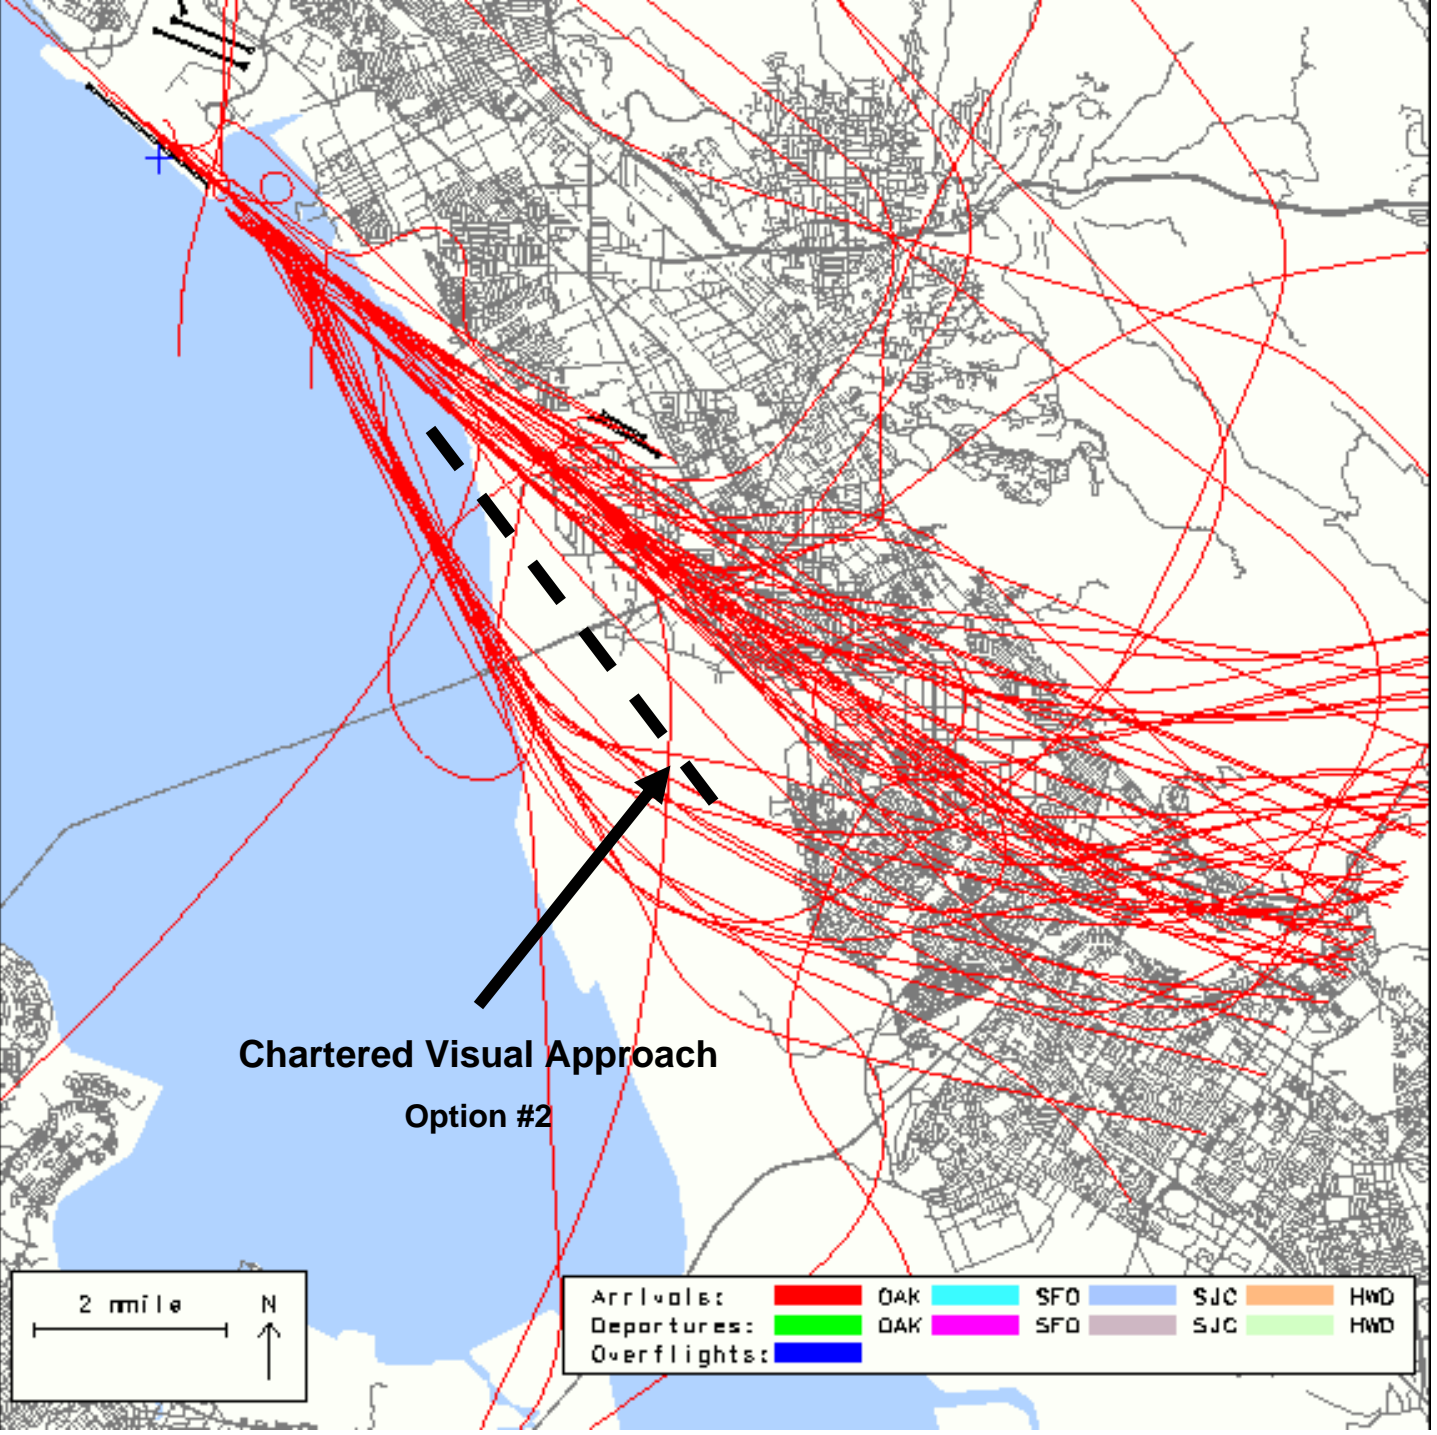 Chartered Visual Approach
Option #2
2 nmile N
Arrivals: OAK SFO SJC HWD
Departures: OAK SFO SJC HWD
Overflights: